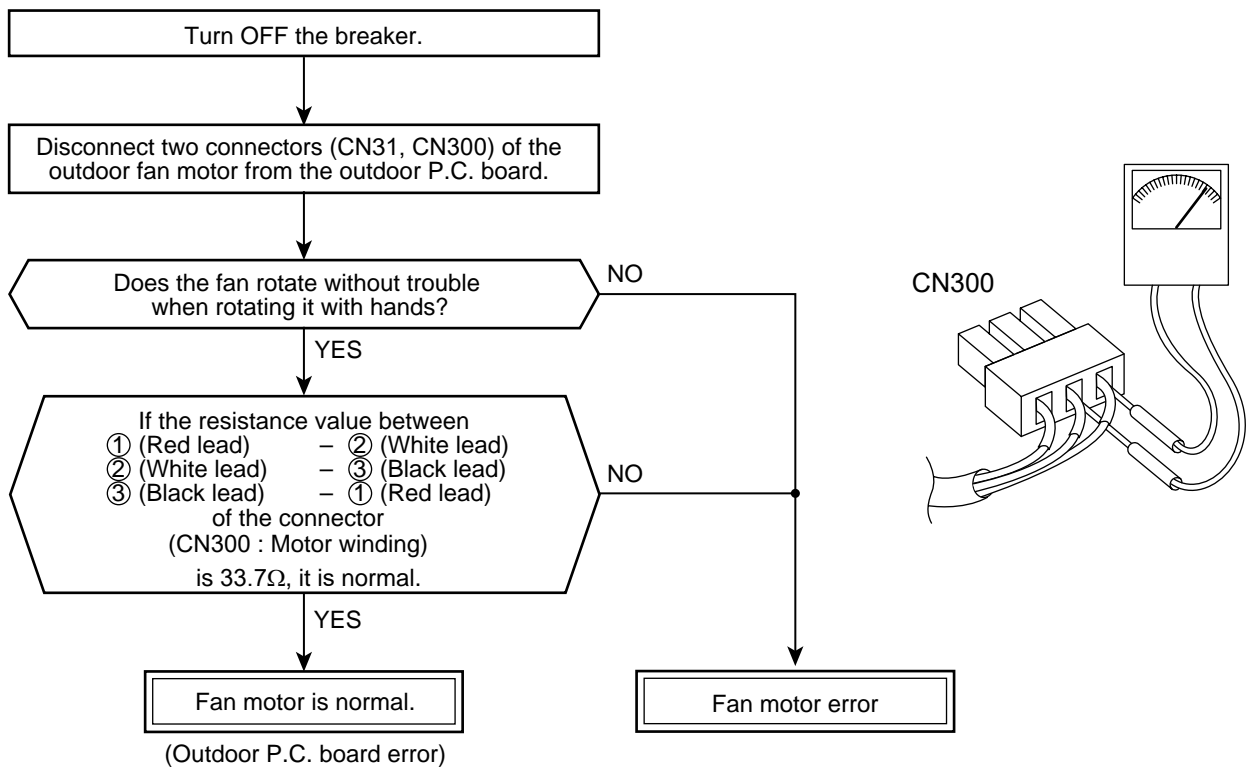 Turn OFF the breaker.
Disconnect two connectors (CN31, CN300) of the
outdoor fan motor from the outdoor P.C. board.
Does the fan rotate without trouble
when rotating it with hands?
NO
YES
If the resistance value between
① (Red lead) – ② (White lead)
② (White lead) – ③ (Black lead)
③ (Black lead) – ① (Red lead)
of the connector
(CN300 : Motor winding)
is 33.7Ω, it is normal.
NO
YES
Fan motor is normal.
(Outdoor P.C. board error)
Fan motor error
CN300